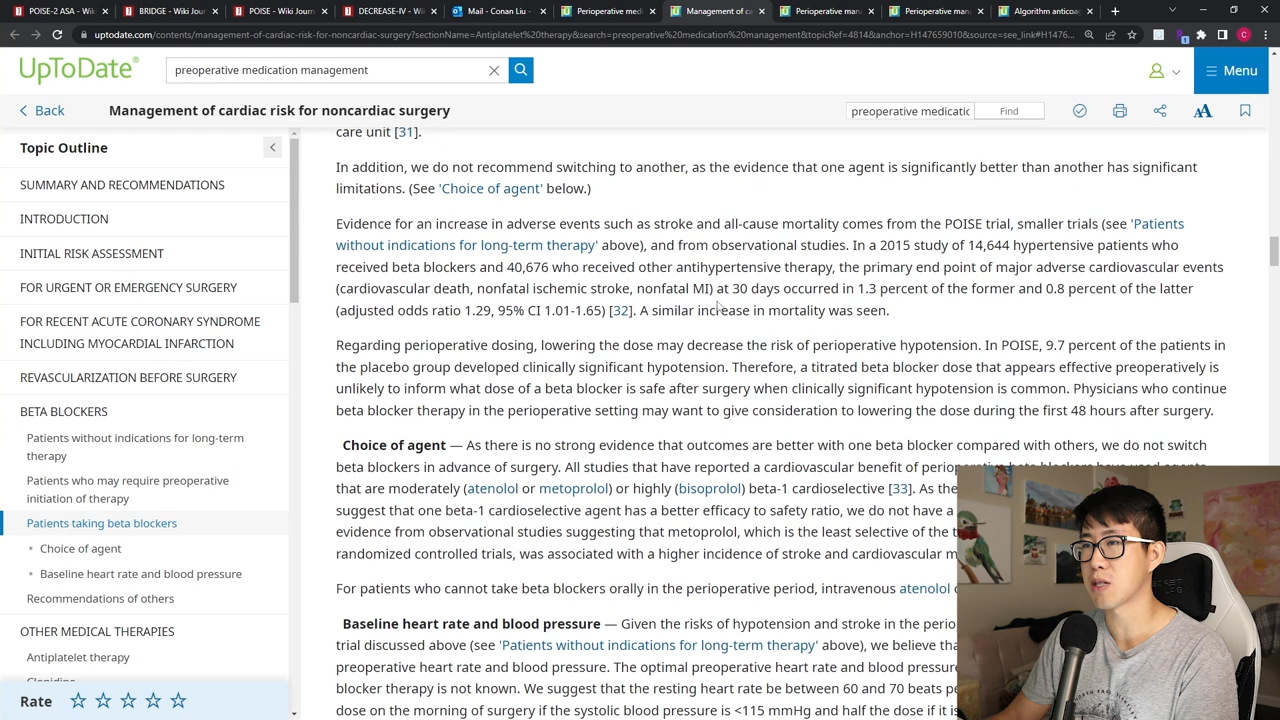 POISE-2 ASA - Wiki
BRIDGE - Wiki Journ
POISE - Wiki Journ
DECREASE-IV - Wiki
Mail - Conan Liu -
Perioperative medi
Management of car
Perioperative mana
Perioperative mana
Algorithm anticoag
uptodate.com/contents/management-of-cardiac-risk-for-noncardiac-surgery?sectionName=Antiplatelet%20therapy&search=perioperative%20medication%20management&topicRef=4814&anchor=H147659010&source=see_link#H1476...
UpToDate®
preoperative medication management
Menu
Back
Management of cardiac risk for noncardiac surgery
preoperative medicatic
Find
Topic Outline
SUMMARY AND RECOMMENDATIONS
INTRODUCTION
INITIAL RISK ASSESSMENT
FOR URGENT OR EMERGENCY SURGERY
FOR RECENT ACUTE CORONARY SYNDROME
INCLUDING MYOCARDIAL INFARCTION
REVASCULARIZATION BEFORE SURGERY
BETA BLOCKERS
Patients without indications for long-term
therapy
Patients who may require preoperative
initiation of therapy
Patients taking beta blockers
• Choice of agent
• Baseline heart rate and blood pressure
Recommendations of others
OTHER MEDICAL THERAPIES
Antiplatelet therapy
Clonidine
Rate
care unit [31].
In addition, we do not recommend switching to another, as the evidence that one agent is significantly better than another has significant
limitations. (See 'Choice of agent' below.)
Evidence for an increase in adverse events such as stroke and all-cause mortality comes from the POISE trial, smaller trials (see 'Patients
without indications for long-term therapy' above), and from observational studies. In a 2015 study of 14,644 hypertensive patients who
received beta blockers and 40,676 who received other antihypertensive therapy, the primary end point of major adverse cardiovascular events
(cardiovascular death, nonfatal ischemic stroke, nonfatal MI) at 30 days occurred in 1.3 percent of the former and 0.8 percent of the latter
(adjusted odds ratio 1.29, 95% CI 1.01-1.65) [32]. A similar increase in mortality was seen.
Regarding perioperative dosing, lowering the dose may decrease the risk of perioperative hypotension. In POISE, 9.7 percent of the patients in
the placebo group developed clinically significant hypotension. Therefore, a titrated beta blocker dose that appears effective preoperatively is
unlikely to inform what dose of a beta blocker is safe after surgery when clinically significant hypotension is common. Physicians who continue
beta blocker therapy in the perioperative setting may want to give consideration to lowering the dose during the first 48 hours after surgery.
Choice of agent — As there is no strong evidence that outcomes are better with one beta blocker compared with others, we do not switch
beta blockers in advance of surgery. All studies that have reported a cardiovascular benefit of perioperative beta blockers have used agents
that are moderately (atenolol or metoprolol) or highly (bisoprolol) beta-1 cardioselective [33]. As the
suggest that one beta-1 cardioselective agent has a better efficacy to safety ratio, we do not have a
evidence from observational studies suggesting that metoprolol, which is the least selective of the t
randomized controlled trials, was associated with a higher incidence of stroke and cardiovascular m
For patients who cannot take beta blockers orally in the perioperative period, intravenous atenolol
Baseline heart rate and blood pressure — Given the risks of hypotension and stroke in the perio
trial discussed above (see 'Patients without indications for long-term therapy' above), we believe tha
preoperative heart rate and blood pressure. The optimal preoperative heart rate and blood pressure
blocker therapy is not known. We suggest that the resting heart rate be between 60 and 70 beats pe
dose on the morning of surgery if the systolic blood pressure is <115 mmHg and half the dose if it is